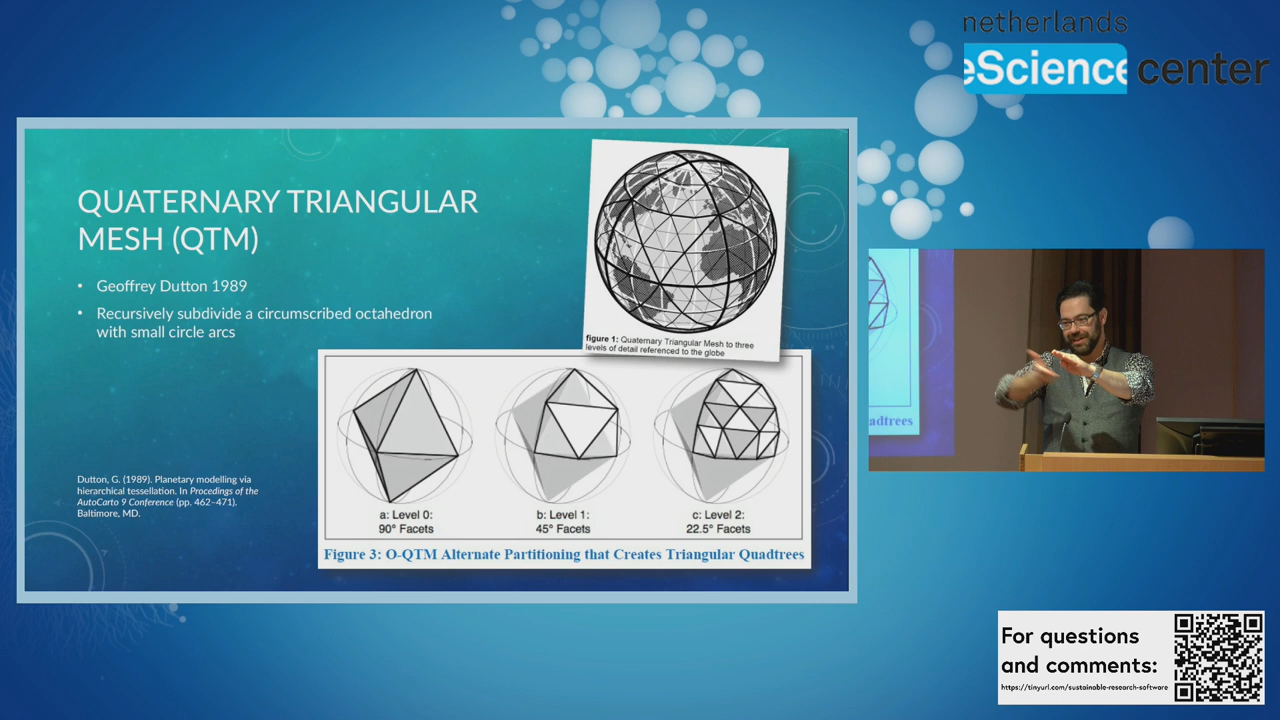 netherlands
eScience center
QUATERNARY TRIANGULAR
MESH (QTM)
• Geoffrey Dutton 1989
• Recursively subdivide a circumscribed octahedron
with small circle arcs
figure 1: Quaternary Triangular Mesh to three
levels of detail referenced to the globe
a: Level 0:
90° Facets
b: Level 1:
45° Facets
c: Level 2:
22.5° Facets
Figure 3: O-QTM Alternate Partitioning that Creates Triangular Quadtrees
Dutton, G. (1989). Planetary modelling via
hierarchical tessellation. In Procedings of the
AutoCarto 9 Conference (pp. 462–471).
Baltimore, MD.
adtrees
For questions
and comments:
https://tinyurl.com/sustainable-research-software